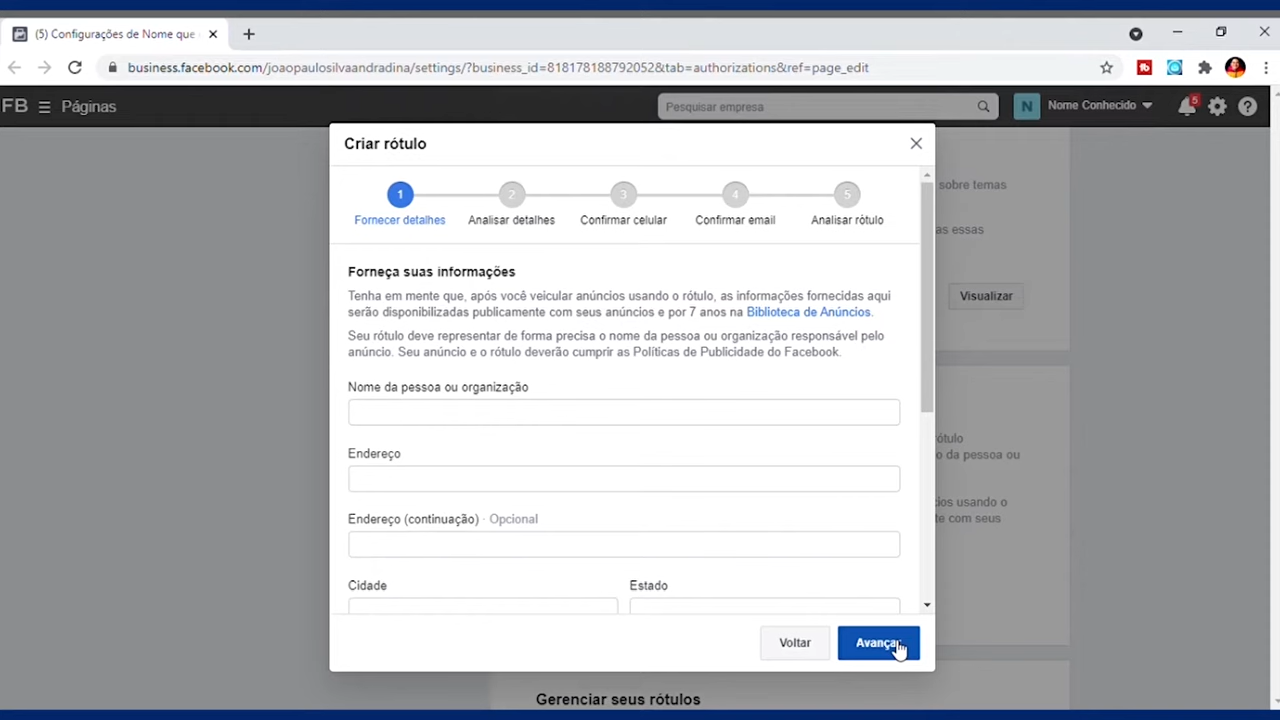 (5) Configurações de Nome que
business.facebook.com/joaopaulosilvaandradina/settings/?business_id=818178188792052&tab=authorizations&ref=page_edit
FB
Páginas
Pesquisar empresa
N
Nome Conhecido
5
?
Criar rótulo
1
2
3
4
5
Fornecer detalhes
Analisar detalhes
Confirmar celular
Confirmar email
Analisar rótulo
sobre temas
as essas
Visualizar
Forneça suas informações
Tenha em mente que, após você veicular anúncios usando o rótulo, as informações fornecidas aqui
serão disponibilizadas publicamente com seus anúncios e por 7 anos na Biblioteca de Anúncios.
Seu rótulo deve representar de forma precisa o nome da pessoa ou organização responsável pelo
anúncio. Seu anúncio e o rótulo deverão cumprir as Políticas de Publicidade do Facebook.
Nome da pessoa ou organização
Endereço
Endereço (continuação) · Opcional
Cidade
Estado
ótulo
o da pessoa ou
cios usando o
te com seus
Voltar
Avançar
Gerenciar seus rótulos